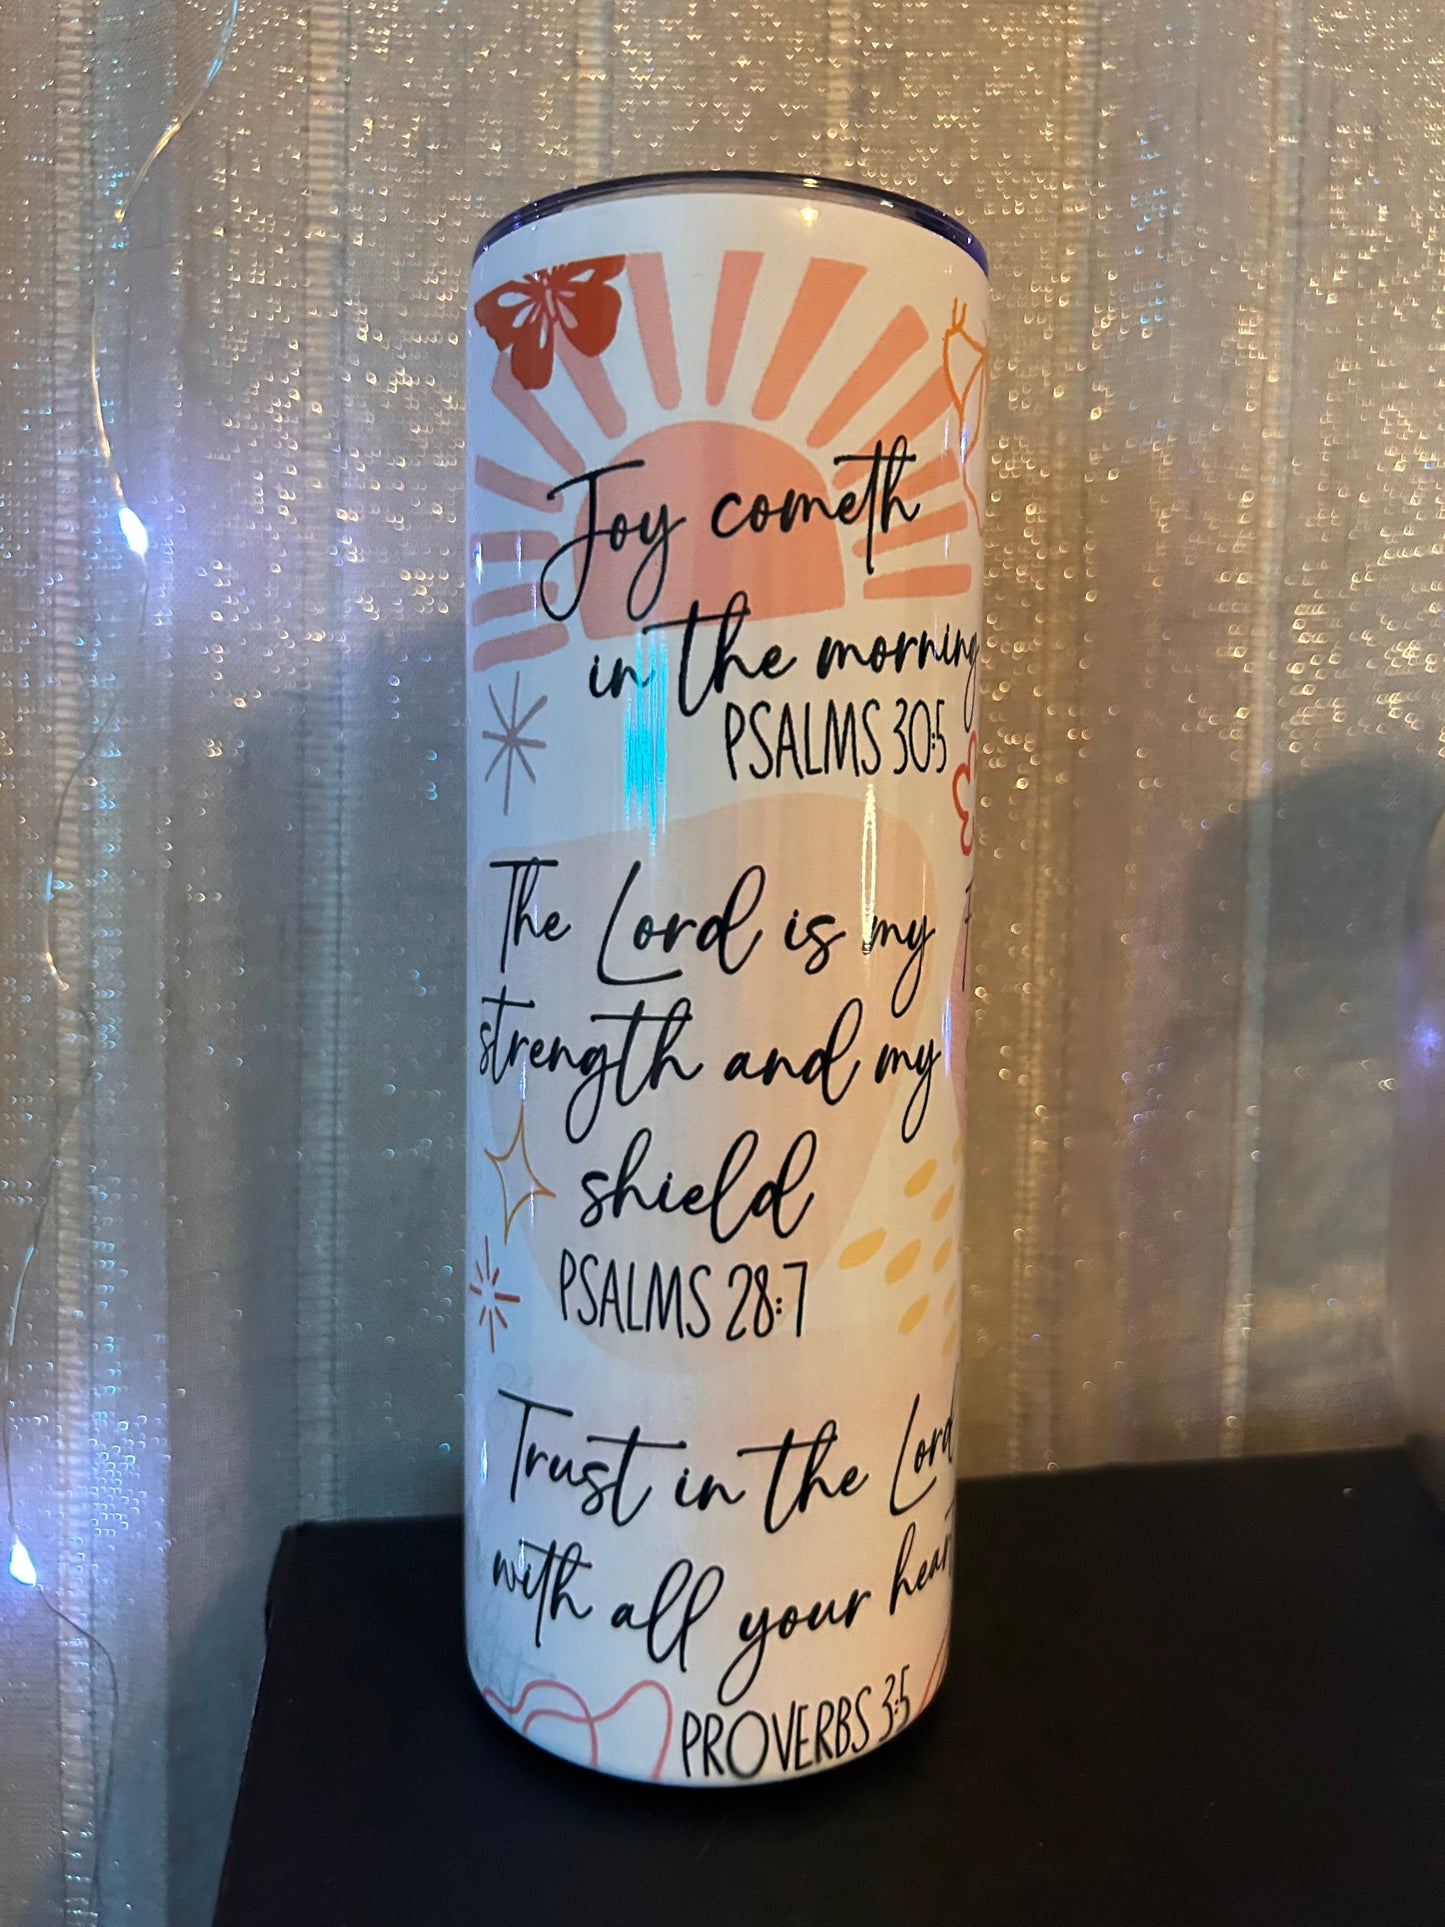 Joy cometh
in the morning
PSALMS 30:5
The Lord is my
strength and my
shield
PSALMS 28:7
Trust in the Lord
with all your heart
PROVERBS 3:5